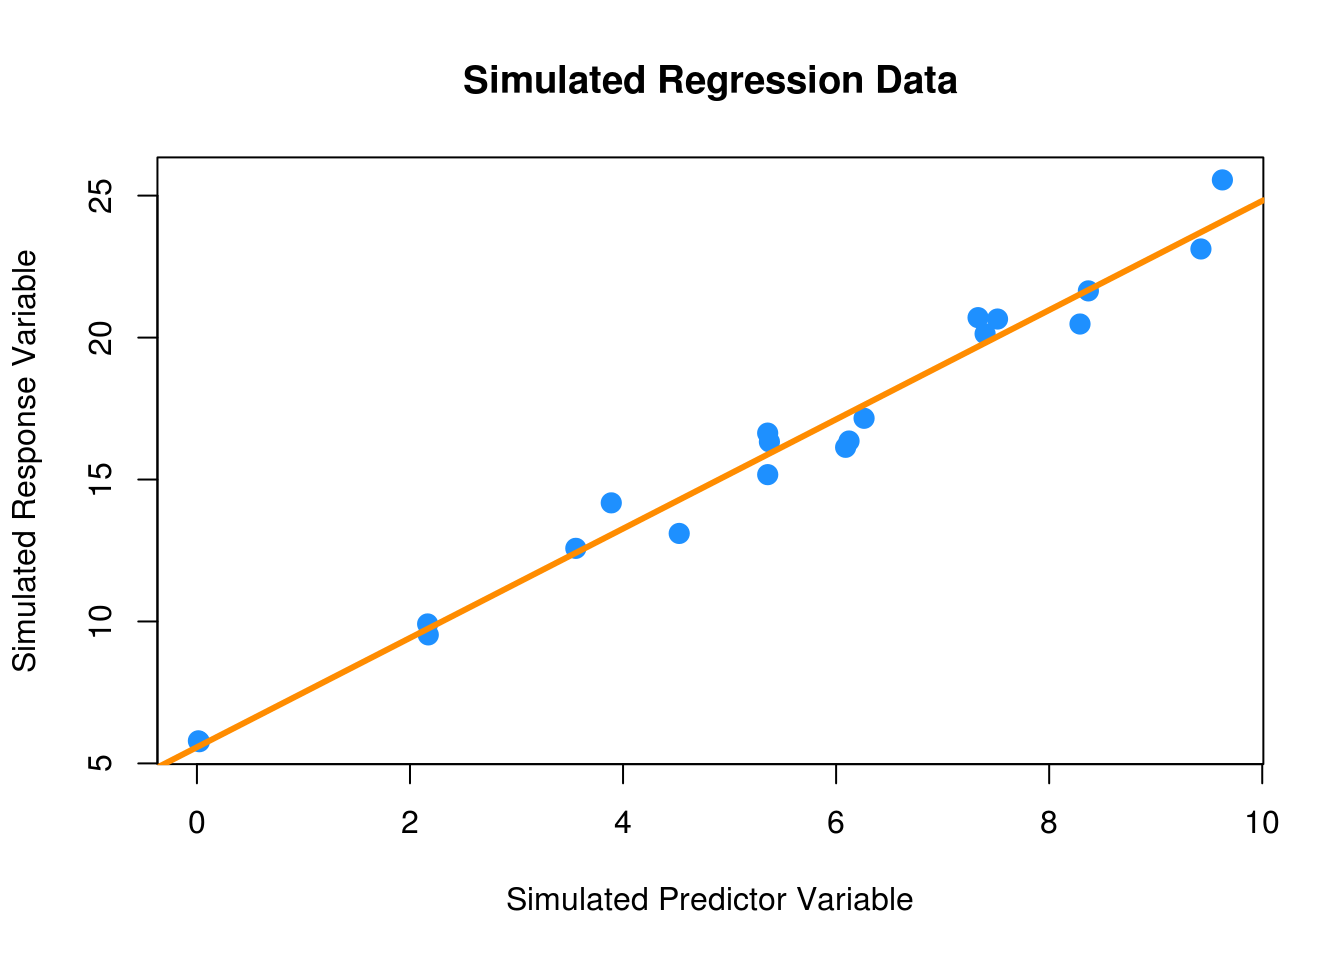 Simulated Regression Data
Simulated Response Variable
25
20
15
10
5
0 2 4 6 8 10
Simulated Predictor Variable